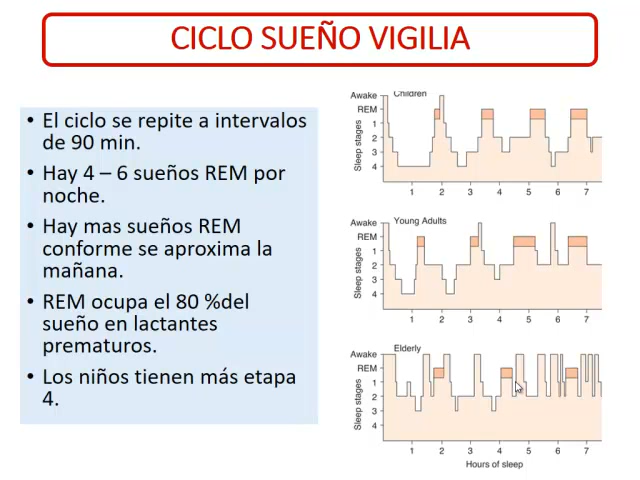 CICLO SUEÑO VIGILIA
• El ciclo se repite a intervalos
de 90 min.
• Hay 4 – 6 sueños REM por
noche.
• Hay mas sueños REM
conforme se aproxima la
mañana.
• REM ocupa el 80 %del
sueño en lactantes
prematuros.
• Los niños tienen más etapa
4.
Children
Awake
REM
1
2
3
4
Sleep stages
1 2 3 4 5 6 7
Young Adults
Awake
REM
1
2
3
4
Sleep stages
1 2 3 4 5 6 7
Elderly
Awake
REM
1
2
3
4
Sleep stages
1 2 3 4 5 6 7
Hours of sleep